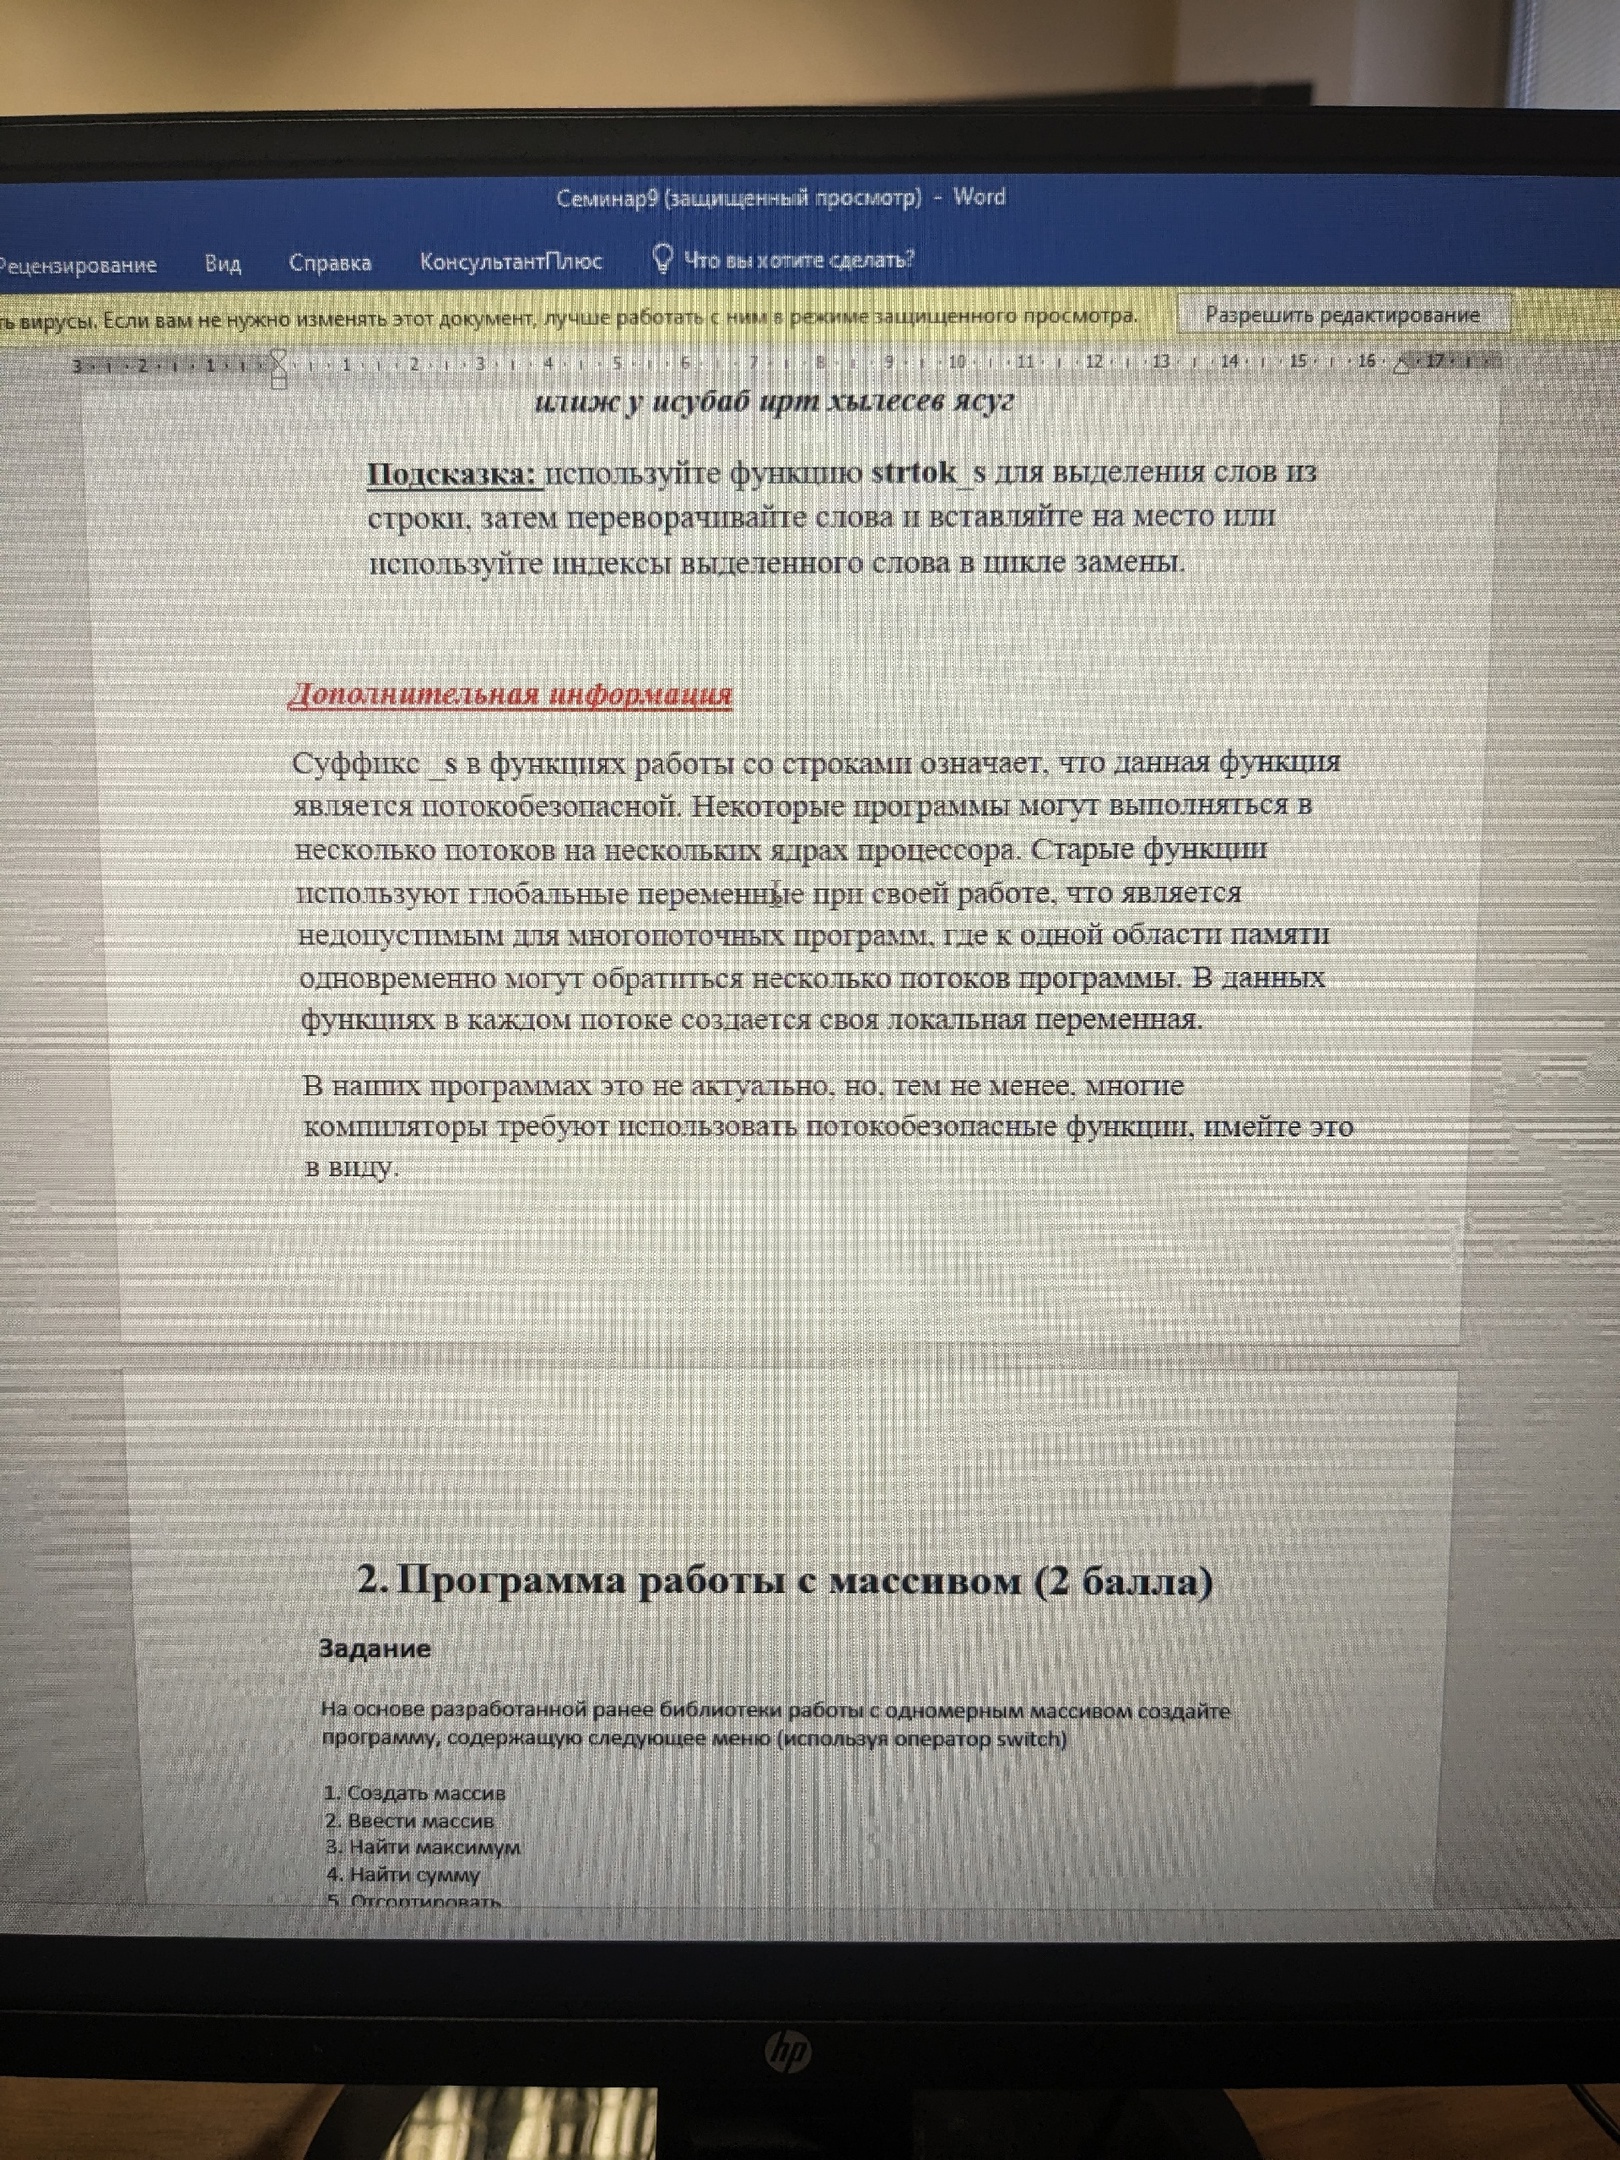 Семинар9 (защищенный просмотр) - Word
Рецензирование Вид Справка КонсультантПлюс Что вы хотите сделать?
ть вирусы. Если вам не нужно изменять этот документ, лучше работать с ним в режиме защищенного просмотра. Разрешить редактирование
3 2 1 1 2 3 4 5 6 7 8 9 10 11 12 13 14 15 16 17
илиж у исубаб ирт хылесев ясуг
Подсказка: используйте функцию strtok_s для выделения слов из
строки, затем переворачивайте слова и вставляйте на место или
используйте индексы выделенного слова в цикле замены.
Дополнительная информация
Суффикс _s в функциях работы со строками означает, что данная функция
является потокобезопасной. Некоторые программы могут выполняться в
несколько потоков на нескольких ядрах процессора. Старые функции
используют глобальные переменные при своей работе, что является
недопустимым для многопоточных программ, где к одной области памяти
одновременно могут обратиться несколько потоков программы. В данных
функциях в каждом потоке создается своя локальная переменная.
В наших программах это не актуально, но, тем не менее, многие
компиляторы требуют использовать потокобезопасные функции, имейте это
в виду.
2. Программа работы с массивом (2 балла)
Задание
На основе разработанной ранее библиотеки работы с одномерным массивом создайте
программу, содержащую следующее меню (используя оператор switch)
1. Создать массив
2. Ввести массив
3. Найти максимум
4. Найти сумму
5. Отсортировать
hp